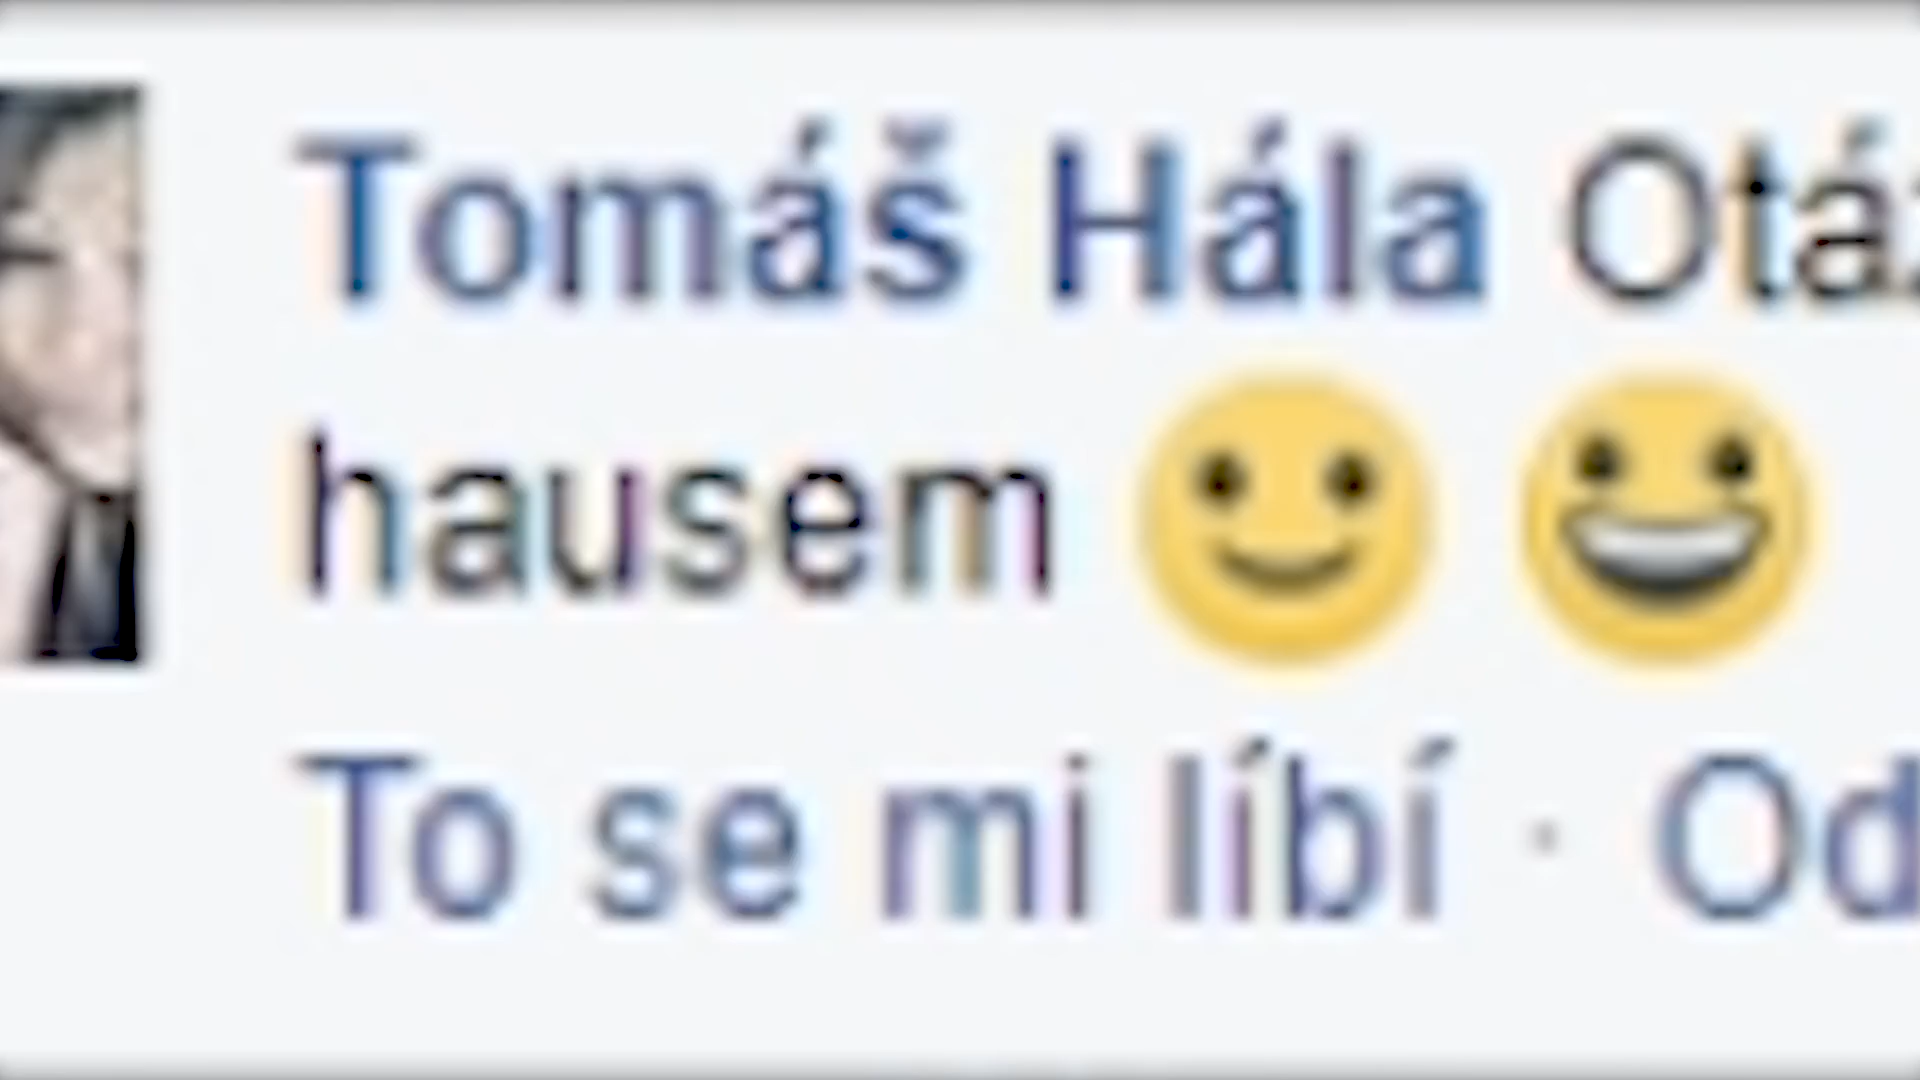 Tomáš Hála
hausem 🙂 😀
To se mi líbí ·